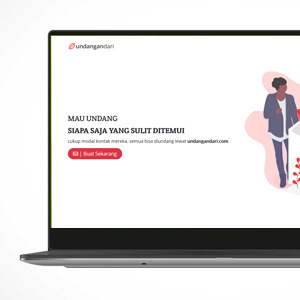 undangandari
MAU UNDANG
SIAPA SAJA YANG SULIT DITEMUI
cukup modal kontak mereka, semua bisa diundang lewat undangandari.com
| Buat Sekarang